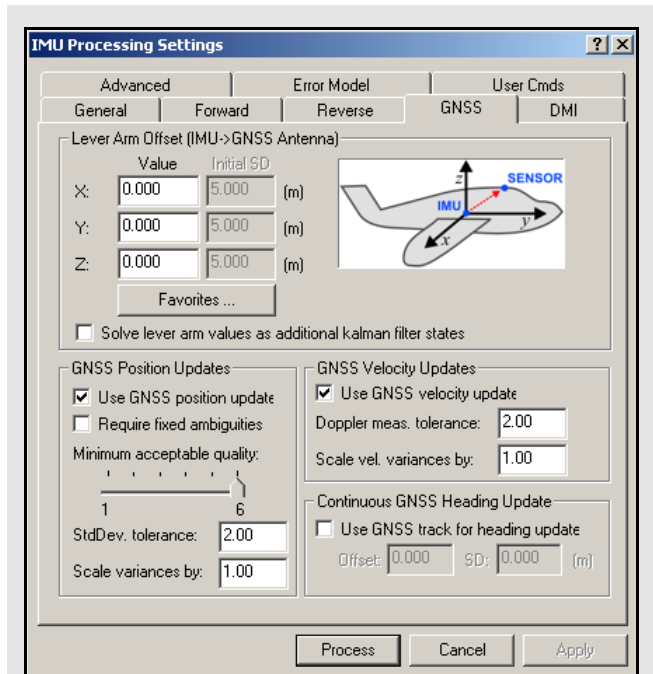 IMU Processing Settings
Advanced Error Model User Cmds
General Forward Reverse GNSS DMI
Lever Arm Offset (IMU->GNSS Antenna)
Value Initial SD
X: 0.000 5.000 (m)
Y: 0.000 5.000 (m)
Z: 0.000 5.000 (m)
z SENSOR
IMU y
x
Favorites ...
Solve lever arm values as additional kalman filter states
GNSS Position Updates
Use GNSS position update
Require fixed ambiguities
Minimum acceptable quality:
1 6
StdDev. tolerance: 2.00
Scale variances by: 1.00
GNSS Velocity Updates
Use GNSS velocity update
Doppler meas. tolerance: 2.00
Scale vel. variances by: 1.00
Continuous GNSS Heading Update
Use GNSS track for heading update
Offset: 0.000 SD: 0.000 (m)
Process Cancel Apply